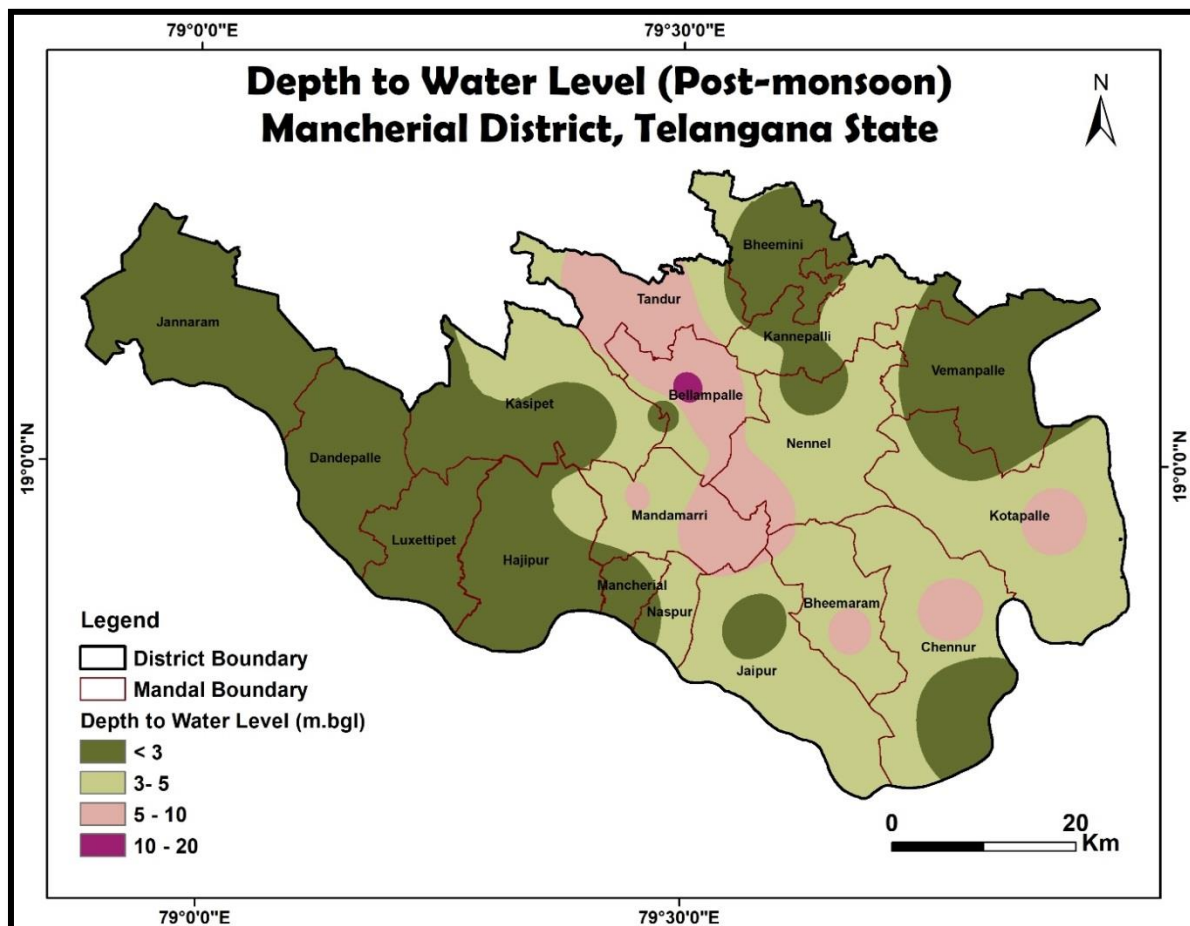 79°0'0"E
79°30'0"E
Depth to Water Level (Post-monsoon)
Mancherial District, Telangana State
N
Bheemini
Tandur
Jannaram
Kannepalli
Vemanpalle
Bellampalle
Kasipet
Nennel
Dandepalle
19°0'0"N
19°0'0"N
Mandamarri
Kotapalle
Luxettipet
Hajipur
Mancherial
Naspur
Bheemaram
Chennur
Jaipur
Legend
District Boundary
Mandal Boundary
Depth to Water Level (m.bgl)
< 3
3- 5
5 - 10
10 - 20
0 20
Km
79°0'0"E
79°30'0"E